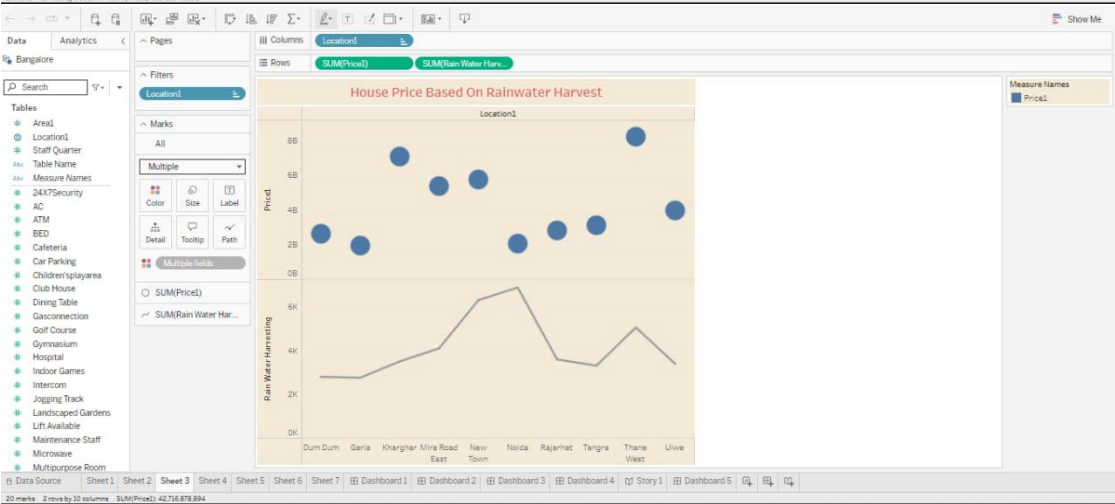 Show Me
Data
Analytics
Pages
Columns
Location1
Bangalore
Rows
SUM(Price1)
SUM(Rain Water Harv...
Filters
Location1
Search
Tables
Area1
Location1
Staff Quarter
Abc Table Name
Abc Measure Names
24X7Security
AC
ATM
BED
Cafeteria
Car Parking
Children'splayarea
Club House
Dining Table
Gasconnection
Golf Course
Gymnasium
Hospital
Indoor Games
Intercom
Jogging Track
Landscaped Gardens
Lift Available
Maintenance Staff
Microwave
Multipurpose Room
Marks
All
Multiple
Color
Size
Label
Detail
Tooltip
Path
Multiple fields
SUM(Price1)
SUM(Rain Water Har...
House Price Based On Rainwater Harvest
Location1
Price1
8B
6B
4B
2B
0B
Rain Water Harvesting
6K
4K
2K
0K
Dum Dum
Garia
Kharghar
Mira Road East
New Town
Noida
Rajarhat
Tangra
Thane West
Ulwe
Measure Names
Price1
Data Source
Sheet 1
Sheet 2
Sheet 3
Sheet 4
Sheet 5
Sheet 6
Sheet 7
Dashboard 1
Dashboard 2
Dashboard 3
Dashboard 4
Story 1
Dashboard 5
20 marks 2 rows by 10 columns SUM(Price1): 42,716,878,894